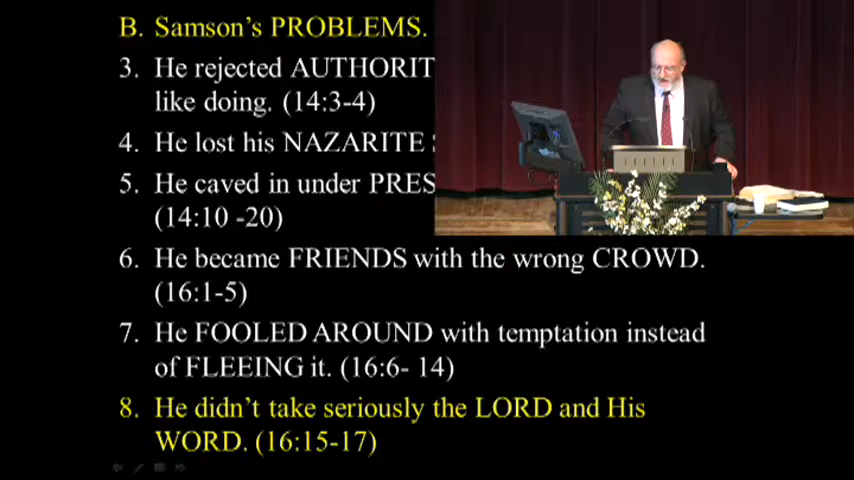 B. Samson's PROBLEMS.
3. He rejected
like doing. (14:3-4)
4. He lost his NAZARITE
5. He caved in under
(14:10 -20)
6. He became FRIENDS with the wrong CROWD.
(16:1-5)
7. He FOOLED AROUND with temptation instead
of FLEEING it. (16:6- 14)
8. He didn't take seriously the LORD and His
WORD. (16:15-17)